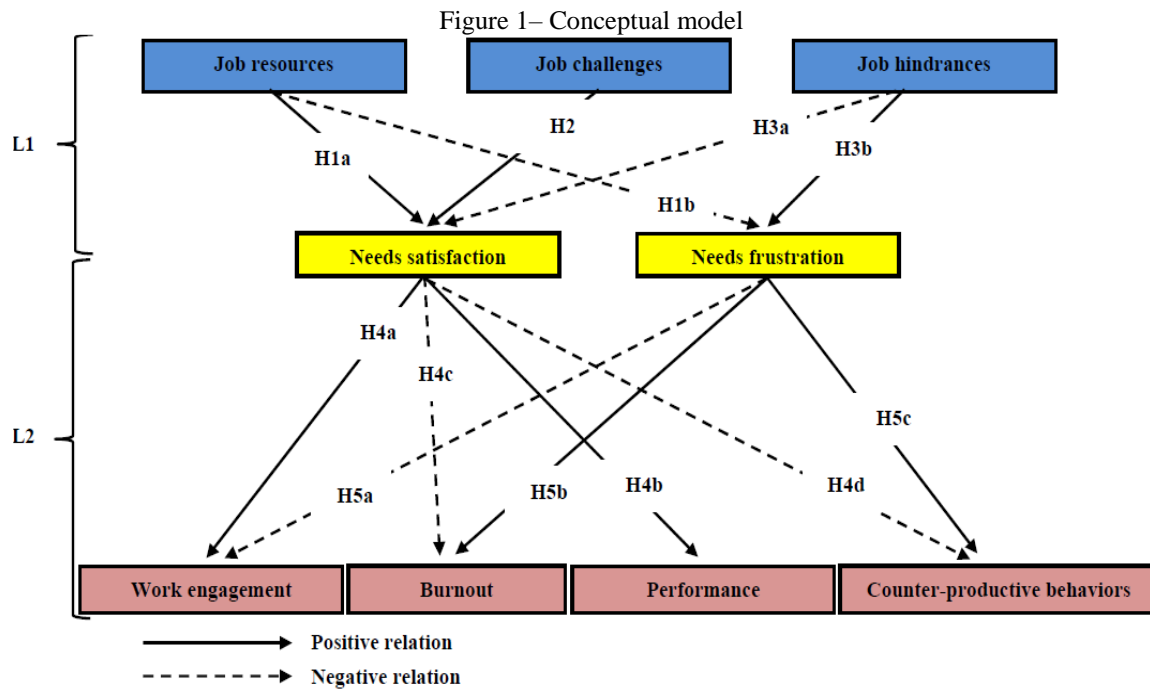 Figure 1– Conceptual model
Job resources
Job challenges
Job hindrances
L1
H1a
H2
H3a
H3b
H1b
Needs satisfaction
Needs frustration
L2
H4a
H4c
H5c
H5a
H5b
H4b
H4d
Work engagement
Burnout
Performance
Counter-productive behaviors
Positive relation
Negative relation